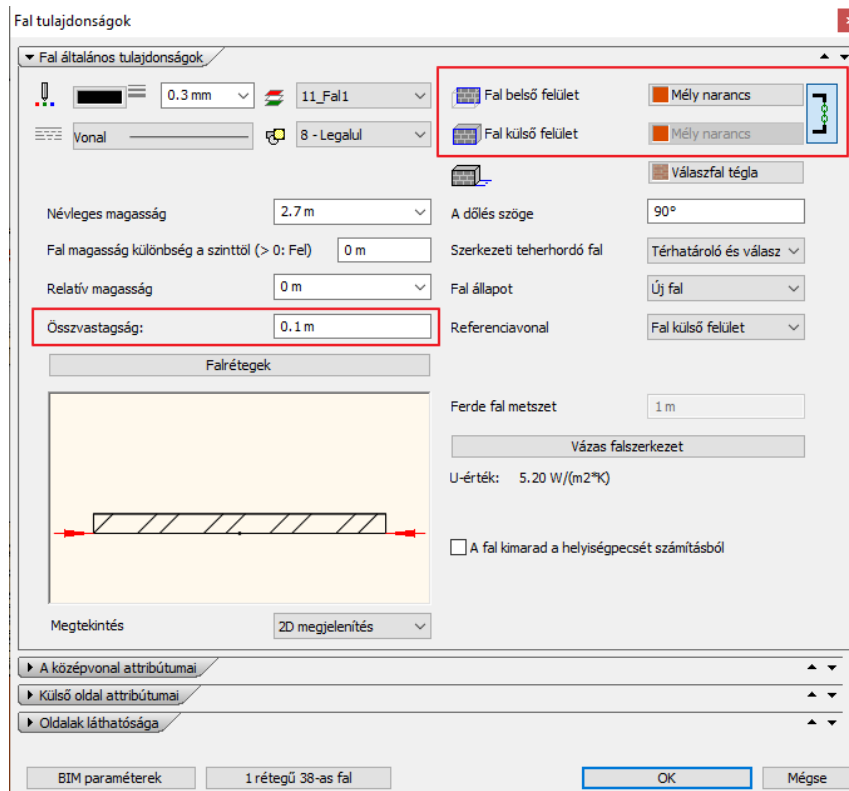 Fal tulajdonságok
Fal általános tulajdonságok
0.3 mm
11_Fal1
Fal belső felület
Mély narancs
Vonal
8 - Legalul
Fal külső felület
Mély narancs
Válaszfal tégla
Névleges magasság
2.7 m
A dőlés szöge
90°
Fal magasság különbség a szinttől (> 0: Fel)
0 m
Szerkezeti teherhordó fal
Térhatároló és válasz
Relatív magasság
0 m
Fal állapot
Új fal
Összvastagság:
0.1 m
Referenciavonal
Fal külső felület
Falrétegek
Ferde fal metszet
1 m
Vázas falszerkezet
U-érték: 5.20 W/(m2*K)
A fal kimarad a helyiségpecsét számításból
Megtekintés
2D megjelenítés
A középvonal attribútumai
Külső oldal attribútumai
Oldalak láthatósága
BIM paraméterek
1 rétegű 38-as fal
OK
Mégse